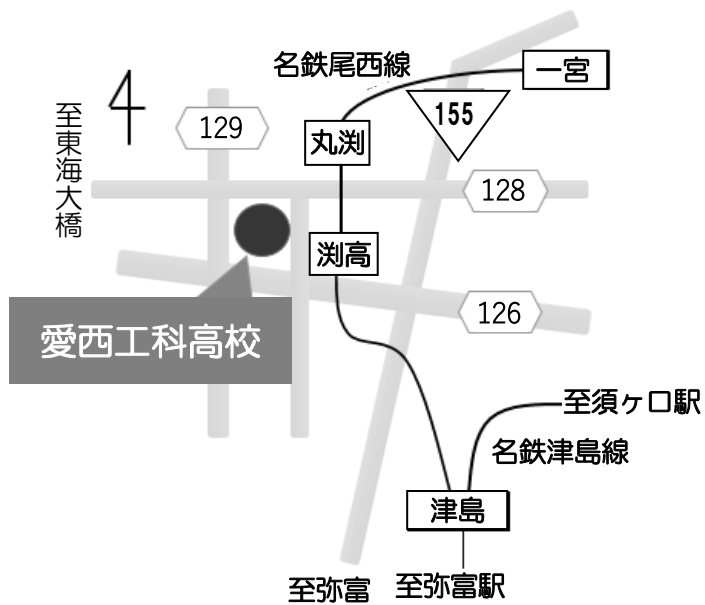 名鉄尾西線
一宮
155
129
至東海大橋
丸渕
128
渕高
126
愛西工科高校
至須ヶ口駅
名鉄津島線
津島
至弥富
至弥富駅